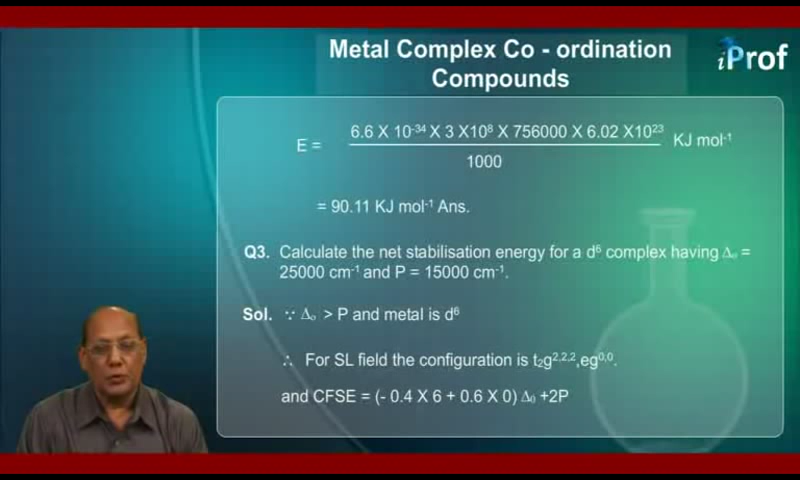 Metal Complex Co - ordination
Compounds
iProf
E = 6.6 X 10⁻³⁴ X 3 X10⁸ X 756000 X 6.02 X10²³ KJ mol⁻¹
1000
= 90.11 KJ mol⁻¹ Ans.
Q3. Calculate the net stabilisation energy for a d⁶ complex having Δₒ =
25000 cm⁻¹ and P = 15000 cm⁻¹.
Sol. ∵ Δₒ > P and metal is d⁶
∴ For SL field the configuration is t₂g²,²,²,eg⁰,⁰.
and CFSE = (- 0.4 X 6 + 0.6 X 0) Δ₀ +2P